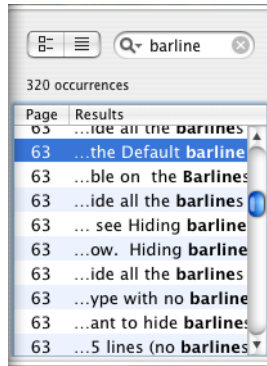 barline
320 occurrences
Page Results
63 ...ide all the barlines
63 ...the Default barline
63 ...ble on the Barlines
63 ...ide all the barlines
63 ... see Hiding barline
63 ...ow. Hiding barline
63 ...ide all the barlines
63 ...ype with no barline
63 ...ant to hide barlines
63 ...5 lines (no barlines